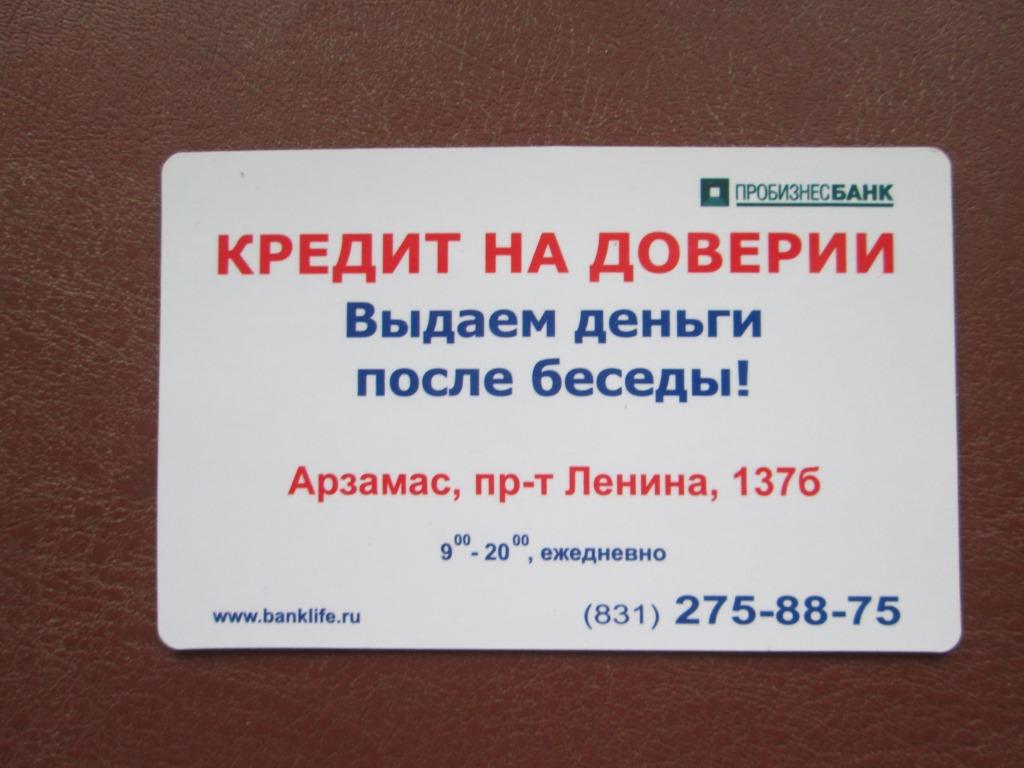 ПРОБИЗНЕСБАНК
КРЕДИТ НА ДОВЕРИИ
Выдаем деньги
после беседы!
Арзамас, пр-т Ленина, 137б
9⁰⁰- 20⁰⁰, ежедневно
www.banklife.ru (831) 275-88-75